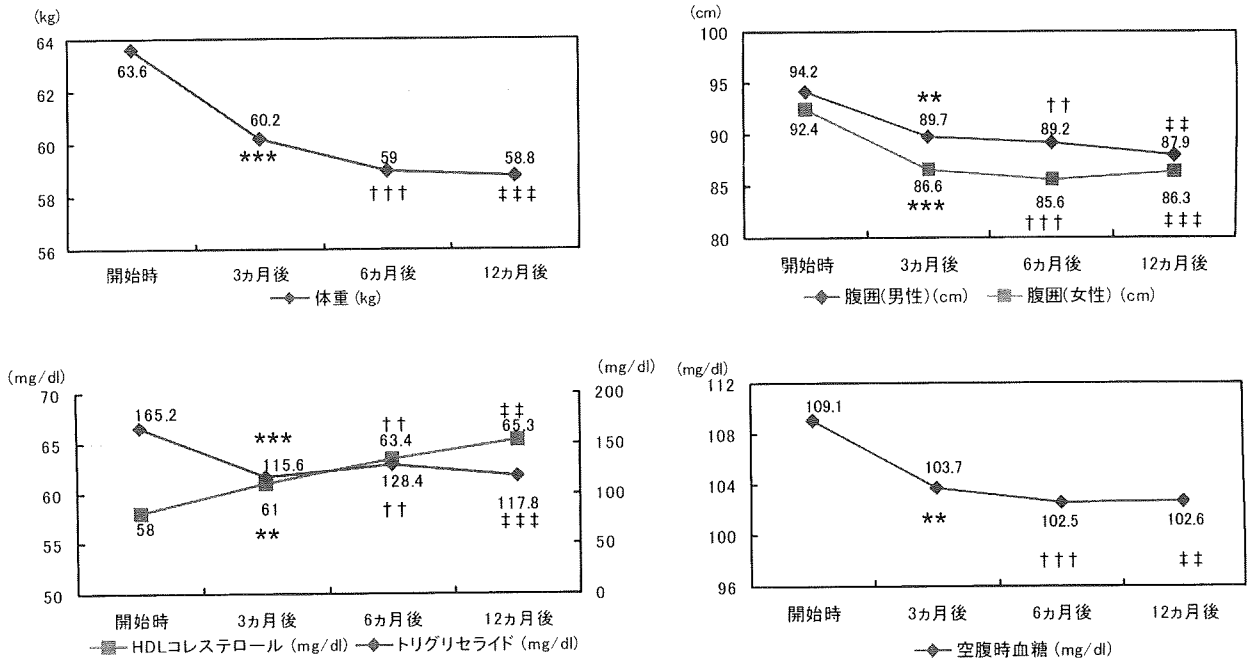 (kg)
64
63.6
62
60.2
***
60
59
†††
58.8
‡‡‡
58
56
開始時
3ヵ月後
6ヵ月後
12ヵ月後
体重 (kg)
(cm)
100
95
94.2
92.4
90
**
89.7
††
89.2
‡‡
87.9
85
86.6
***
85.6
†††
86.3
‡‡‡
80
開始時
3ヵ月後
6ヵ月後
12ヵ月後
腹囲(男性)(cm)
腹囲(女性) (cm)
(mg/dl)
(mg/dl)
70
200
165.2
***
††
63.4
‡‡
65.3
65
150
115.6
128.4
117.8
60
100
61
**
††
‡‡‡
58
55
50
50
0
開始時
3ヵ月後
6ヵ月後
12ヵ月後
HDLコレステロール (mg/dl)
トリグリセライド (mg/dl)
(mg/dl)
112
109.1
108
103.7
104
**
102.5
102.6
100
†††
‡‡
96
開始時
3ヵ月後
6ヵ月後
12ヵ月後
空腹時血糖 (mg/dl)